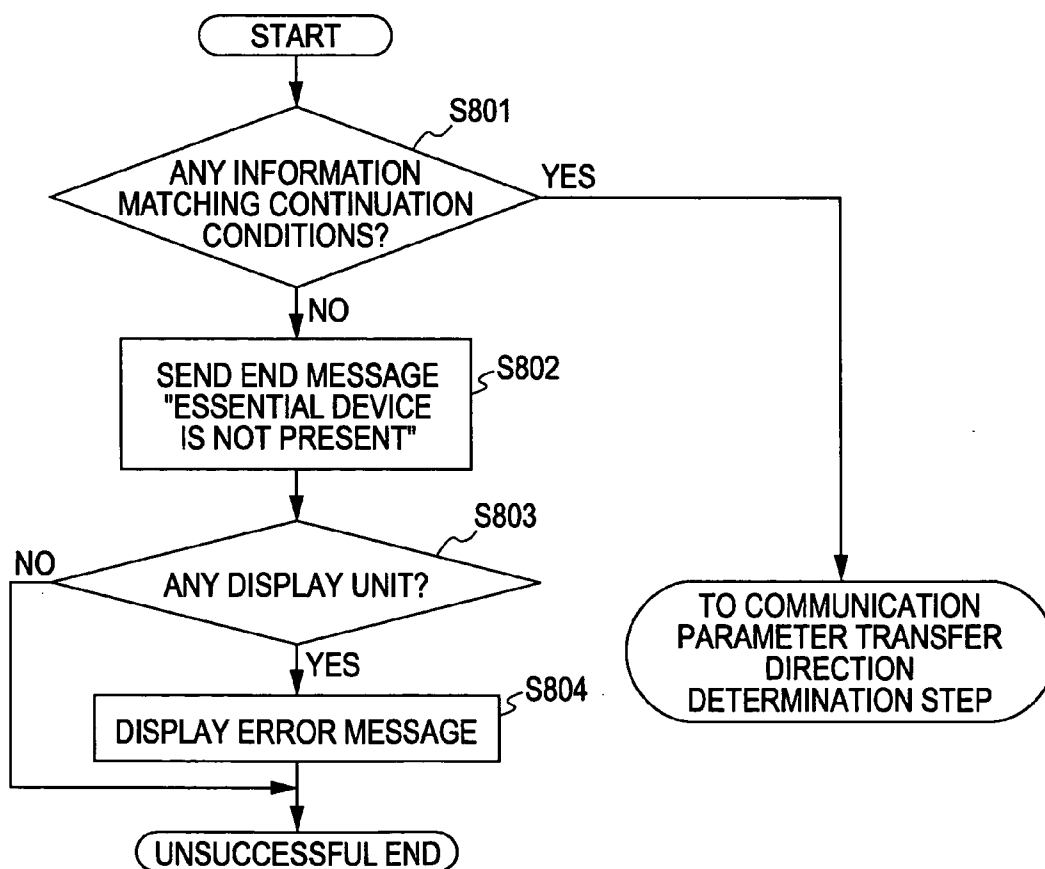 START
S801
ANY INFORMATION
MATCHING CONTINUATION
CONDITIONS?
YES
NO
SEND END MESSAGE
"ESSENTIAL DEVICE
IS NOT PRESENT"
S802
S803
NO
ANY DISPLAY UNIT?
YES
TO COMMUNICATION
PARAMETER TRANSFER
DIRECTION
DETERMINATION STEP
S804
DISPLAY ERROR MESSAGE
UNSUCCESSFUL END